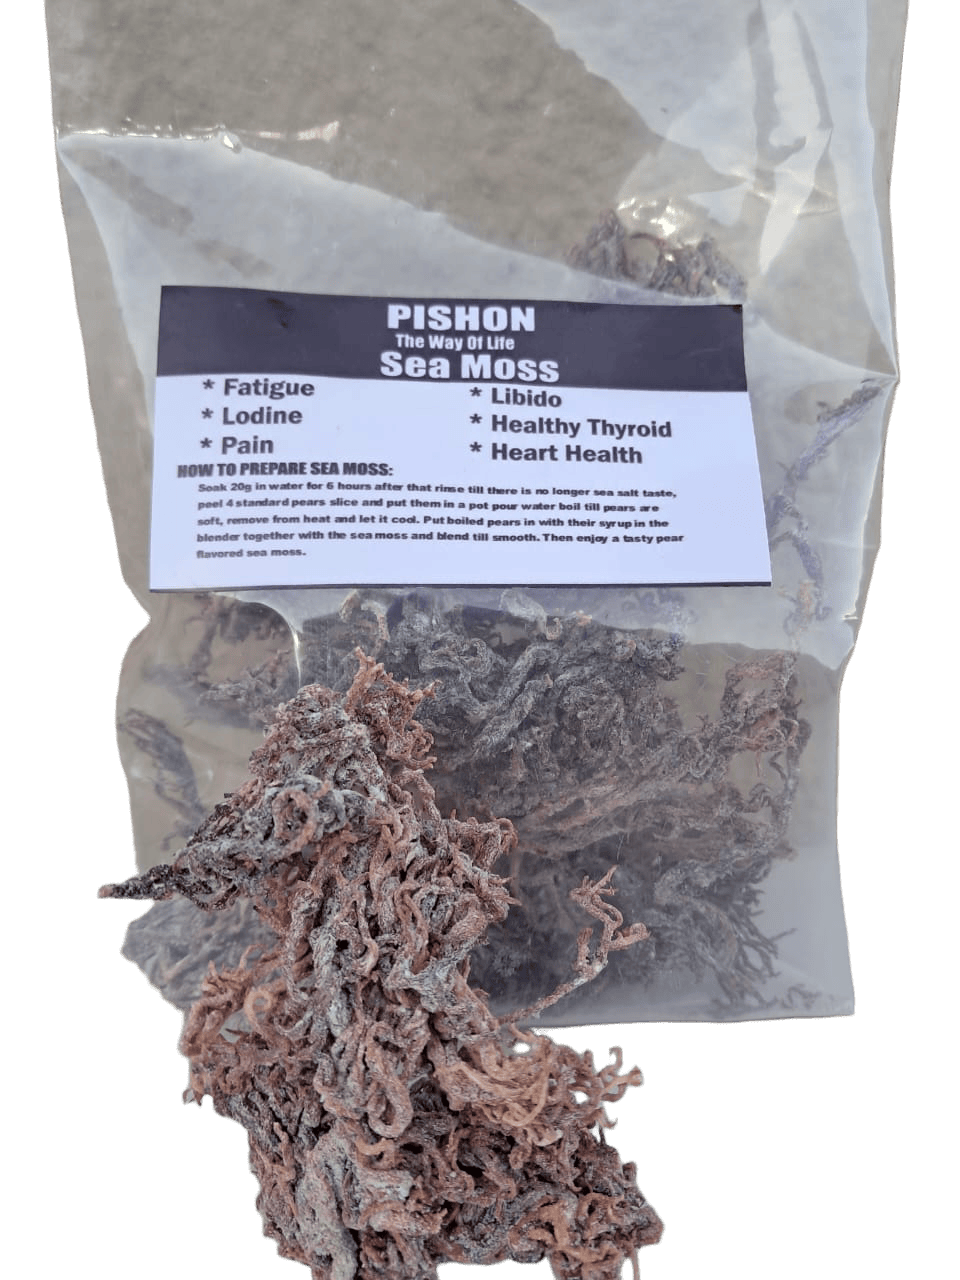 PISHON
The Way Of Life
Sea Moss
* Fatigue
* Lodine
* Pain
* Libido
* Healthy Thyroid
* Heart Health
HOW TO PREPARE SEA MOSS:
Soak 20g in water for 6 hours after that rinse till there is no longer sea salt taste,
peel 4 standard pears slice and put them in a pot pour water boil till pears are
soft, remove from heat and let it cool. Put boiled pears in with their syrup in the
blender together with the sea moss and blend till smooth. Then enjoy a tasty pear
flavored sea moss.